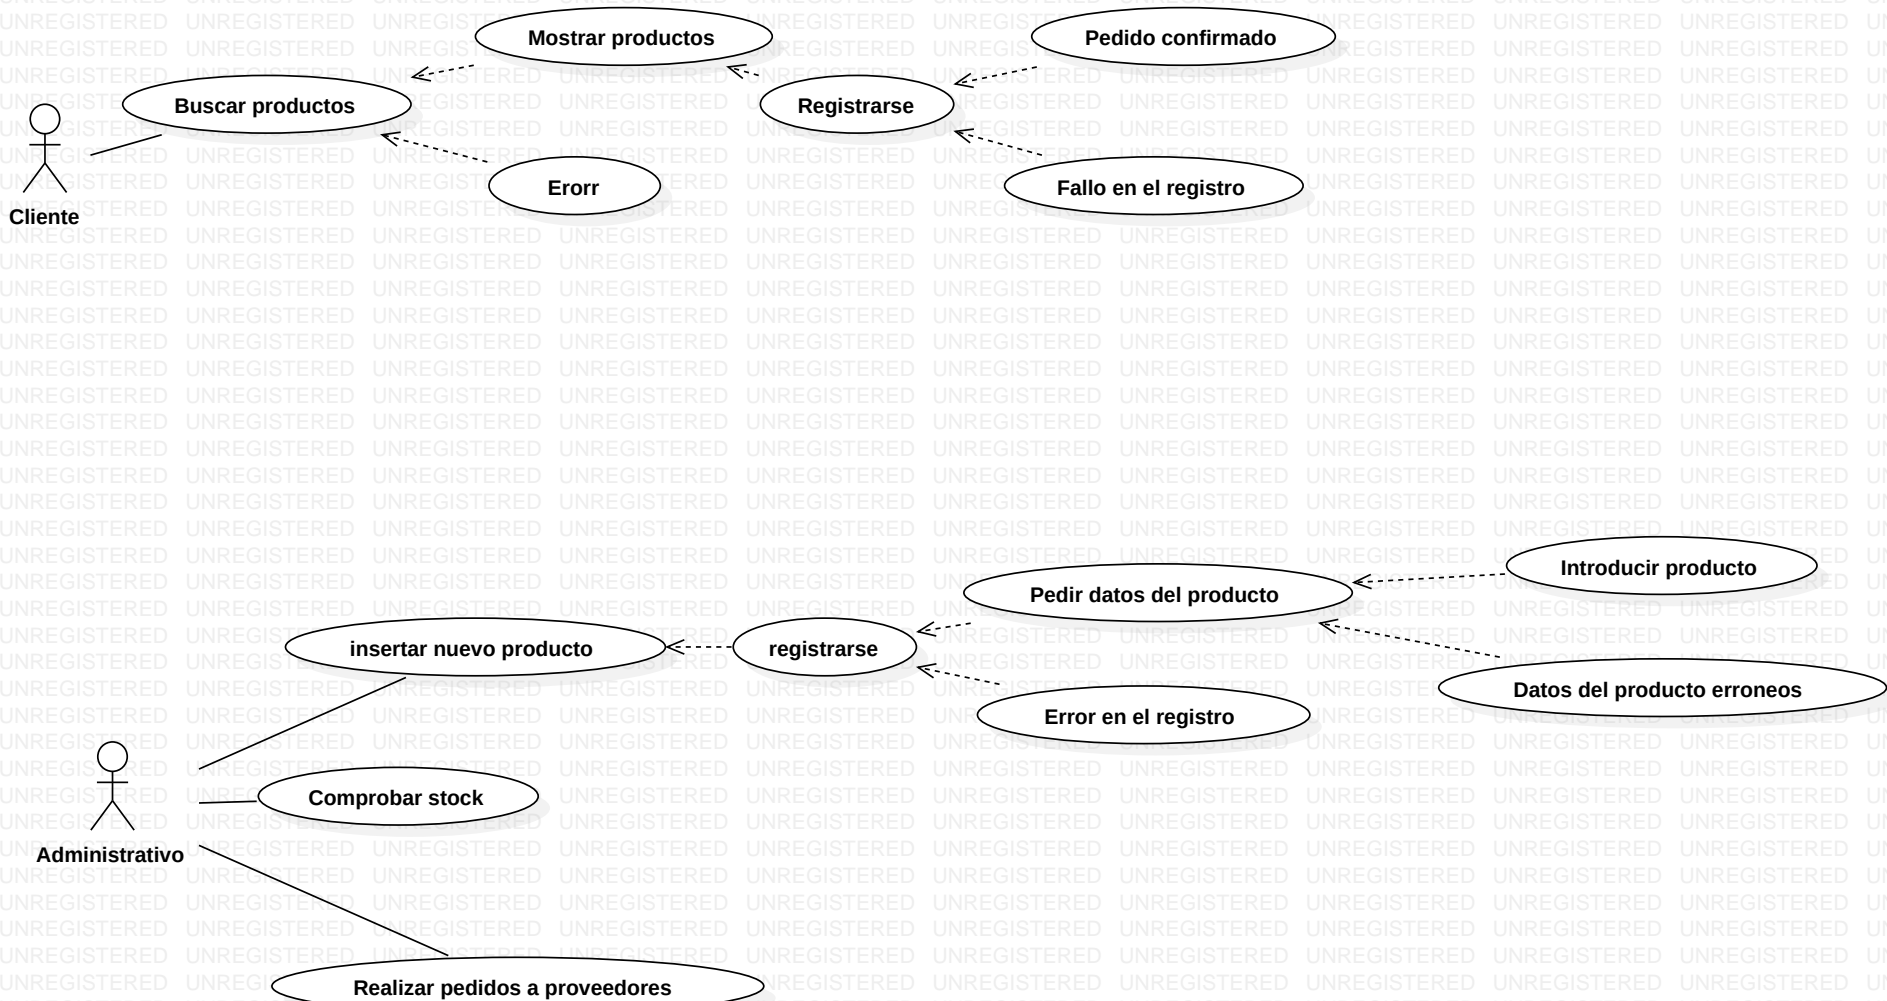 Mostrar productos
Pedido confirmado
Buscar productos
Registrarse
Erorr
Fallo en el registro
Cliente
Introducir producto
Pedir datos del producto
insertar nuevo producto
registrarse
Datos del producto erroneos
Error en el registro
Comprobar stock
Administrativo
Realizar pedidos a proveedores
UNREGISTERED